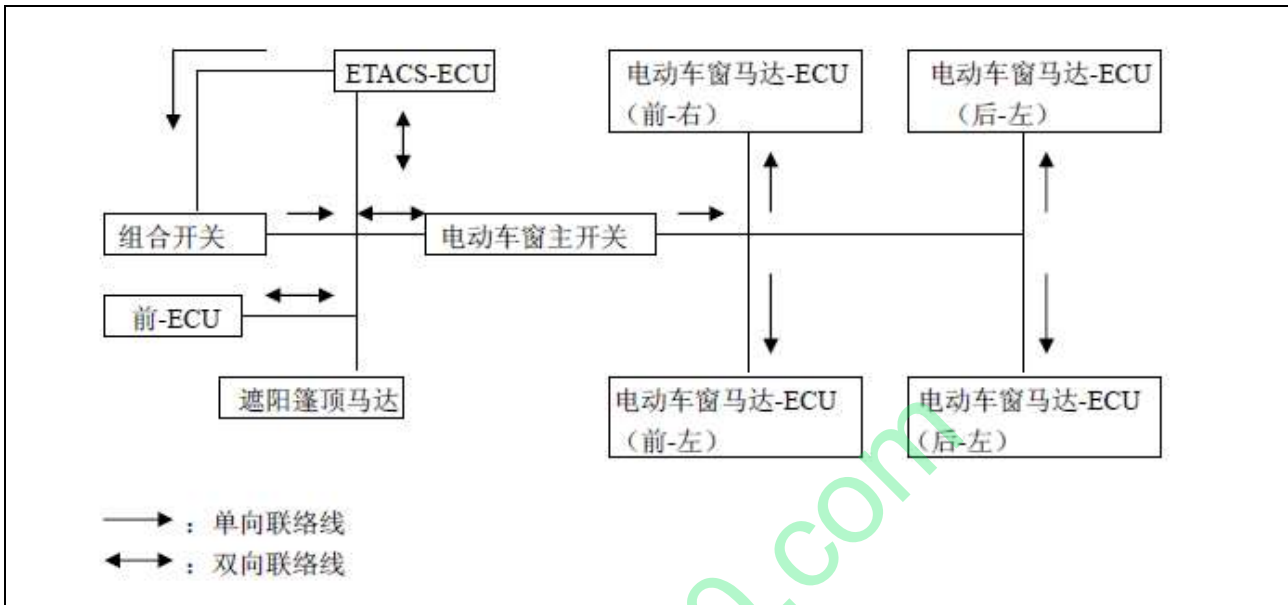 ETACS-ECU
电动车窗马达-ECU
（前-右）
电动车窗马达-ECU
（后-左）
组合开关
电动车窗主开关
前-ECU
遮阳篷顶马达
电动车窗马达-ECU
（前-左）
电动车窗马达-ECU
（后-左）
：单向联络线
：双向联络线
.com